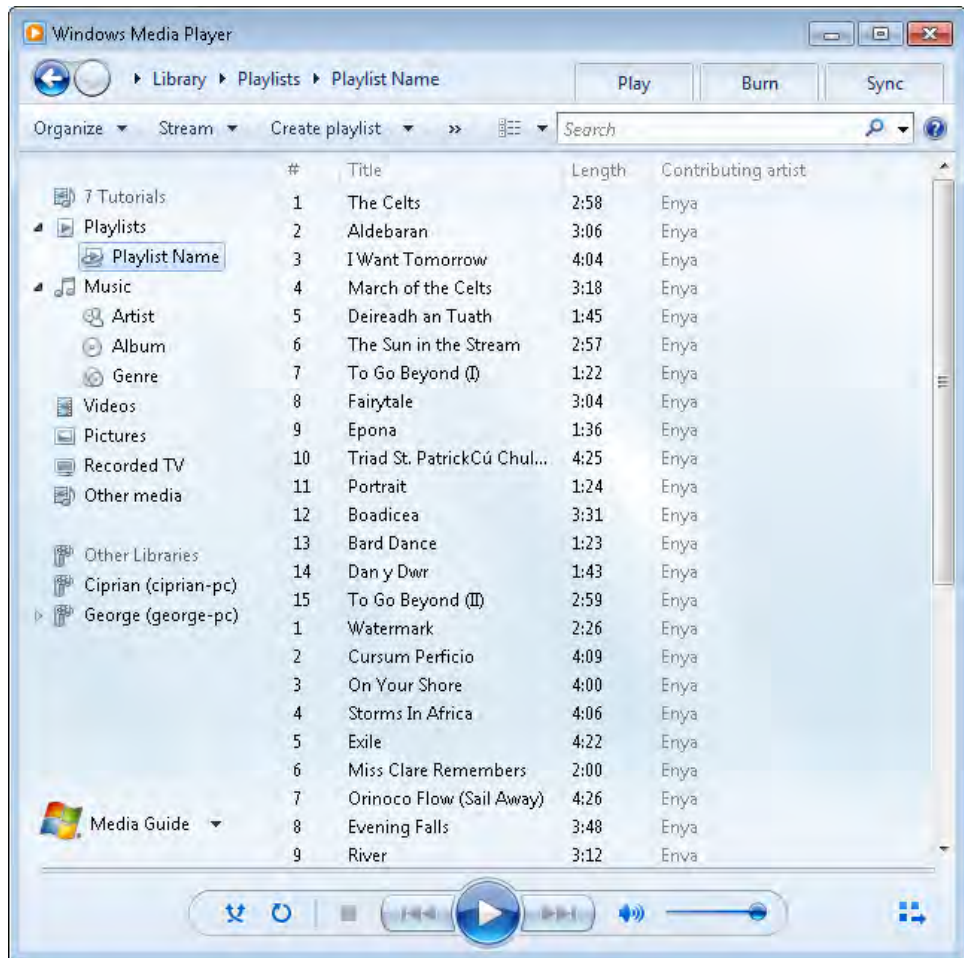 Windows Media Player
Library Playlists Playlist Name Play Burn Sync
Organize Stream Create playlist » Search
# Title Length Contributing artist
7 Tutorials
Playlists
Playlist Name
Music
Artist
Album
Genre
Videos
Pictures
Recorded TV
Other media
Other Libraries
Ciprian (ciprian-pc)
George (george-pc)
Media Guide
1 The Celts 2:58 Enya
2 Aldebaran 3:06 Enya
3 I Want Tomorrow 4:04 Enya
4 March of the Celts 3:18 Enya
5 Deireadh an Tuath 1:45 Enya
6 The Sun in the Stream 2:57 Enya
7 To Go Beyond (I) 1:22 Enya
8 Fairytale 3:04 Enya
9 Epona 1:36 Enya
10 Triad St. PatrickCú Chul... 4:25 Enya
11 Portrait 1:24 Enya
12 Boadicea 3:31 Enya
13 Bard Dance 1:23 Enya
14 Dan y Dwr 1:43 Enya
15 To Go Beyond (II) 2:59 Enya
1 Watermark 2:26 Enya
2 Cursum Perficio 4:09 Enya
3 On Your Shore 4:00 Enya
4 Storms In Africa 4:06 Enya
5 Exile 4:22 Enya
6 Miss Clare Remembers 2:00 Enya
7 Orinoco Flow (Sail Away) 4:26 Enya
8 Evening Falls 3:48 Enya
9 River 3:12 Enya